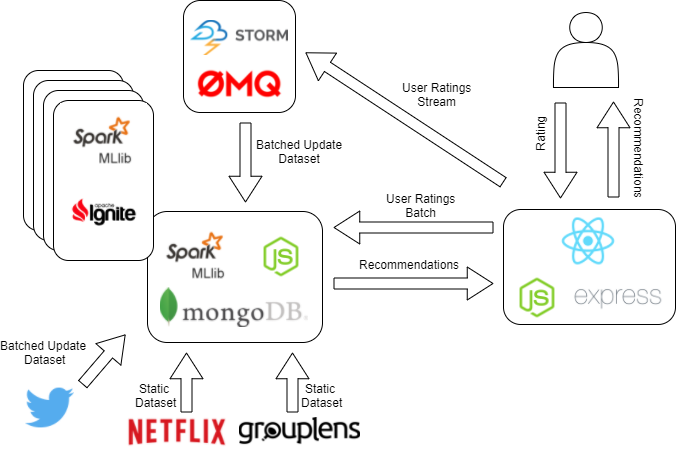 STORM
ØMQ
User Ratings
Stream
Rating
Recommendations
Spark
MLlib
apache
Ignite
Batched Update
Dataset
User Ratings
Batch
Recommendations
Spark
MLlib
JS
mongoDB.
JS
express
Batched Update
Dataset
Static
Dataset
Static
Dataset
NETFLIX
grouplens